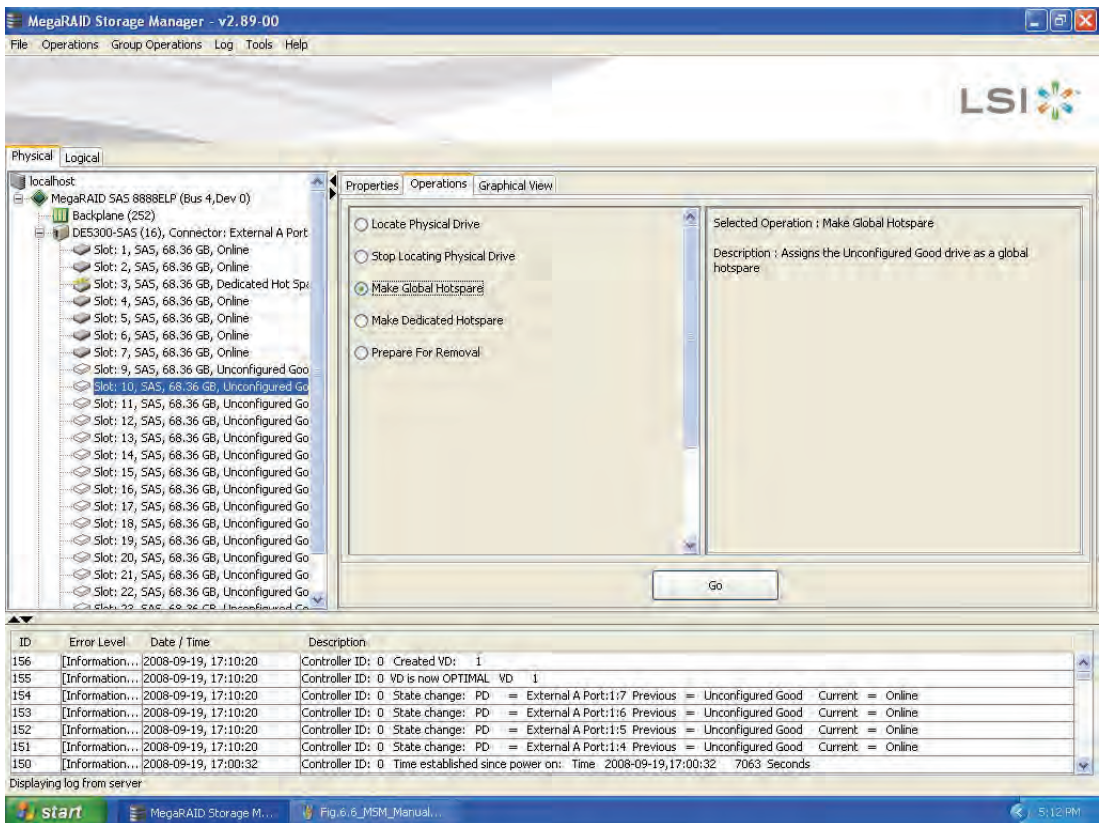 MegaRAID Storage Manager - v2.89-00
File Operations Group Operations Log Tools Help
LSI
Physical Logical
localhost
MegaRAID SAS 8888ELP (Bus 4,Dev 0)
Backplane (252)
DE5300-SAS (16), Connector: External A Port
Slot: 1, SAS, 68.36 GB, Online
Slot: 2, SAS, 68.36 GB, Online
Slot: 3, SAS, 68.36 GB, Dedicated Hot Spa
Slot: 4, SAS, 68.36 GB, Online
Slot: 5, SAS, 68.36 GB, Online
Slot: 6, SAS, 68.36 GB, Online
Slot: 7, SAS, 68.36 GB, Online
Slot: 9, SAS, 68.36 GB, Unconfigured Goo
Slot: 10, SAS, 68.36 GB, Unconfigured Go
Slot: 11, SAS, 68.36 GB, Unconfigured Go
Slot: 12, SAS, 68.36 GB, Unconfigured Go
Slot: 13, SAS, 68.36 GB, Unconfigured Go
Slot: 14, SAS, 68.36 GB, Unconfigured Go
Slot: 15, SAS, 68.36 GB, Unconfigured Go
Slot: 16, SAS, 68.36 GB, Unconfigured Go
Slot: 17, SAS, 68.36 GB, Unconfigured Go
Slot: 18, SAS, 68.36 GB, Unconfigured Go
Slot: 19, SAS, 68.36 GB, Unconfigured Go
Slot: 20, SAS, 68.36 GB, Unconfigured Go
Slot: 21, SAS, 68.36 GB, Unconfigured Go
Slot: 22, SAS, 68.36 GB, Unconfigured Go
Properties Operations Graphical View
Locate Physical Drive
Stop Locating Physical Drive
Make Global Hotspare
Make Dedicated Hotspare
Prepare For Removal
Selected Operation : Make Global Hotspare
Description : Assigns the Unconfigured Good drive as a global
hotspare
Go
ID Error Level Date / Time Description
156 [Information... 2008-09-19, 17:10:20 Controller ID: 0 Created VD: 1
155 [Information... 2008-09-19, 17:10:20 Controller ID: 0 VD is now OPTIMAL VD 1
154 [Information... 2008-09-19, 17:10:20 Controller ID: 0 State change: PD = External A Port:1:7 Previous = Unconfigured Good Current = Online
153 [Information... 2008-09-19, 17:10:20 Controller ID: 0 State change: PD = External A Port:1:6 Previous = Unconfigured Good Current = Online
152 [Information... 2008-09-19, 17:10:20 Controller ID: 0 State change: PD = External A Port:1:5 Previous = Unconfigured Good Current = Online
151 [Information... 2008-09-19, 17:10:20 Controller ID: 0 State change: PD = External A Port:1:4 Previous = Unconfigured Good Current = Online
150 [Information... 2008-09-19, 17:00:32 Controller ID: 0 Time established since power on: Time 2008-09-19,17:00:32 7063 Seconds
Displaying log from server
start MegaRAID Storage M... Fig.6.6_MSM_Manual... 5:12 PM